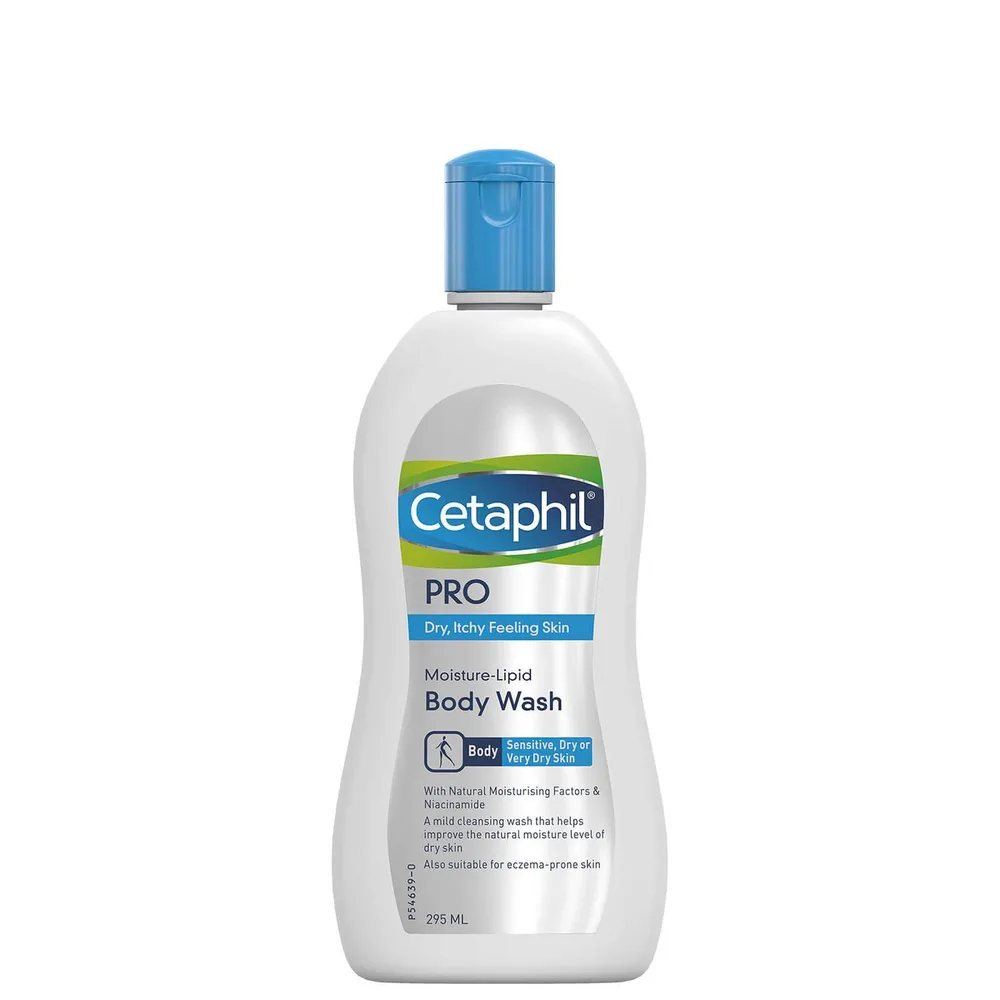 Cetaphil®
PRO
Dry, Itchy Feeling Skin
Moisture-Lipid
Body Wash
Body
Sensitive, Dry or
Very Dry Skin
With Natural Moisturising Factors &
Niacinamide
A mild cleansing wash that helps
improve the natural moisture level of
dry skin
Also suitable for eczema-prone skin
P54639-0
295 ML